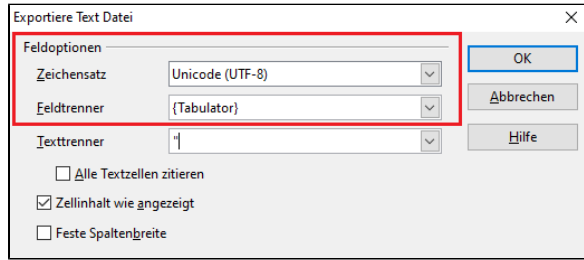 Exportiere Text Datei
Feldoptionen
Zeichensatz Unicode (UTF-8)
Feldtrenner {Tabulator}
Texttrenner "
Alle Textzellen zitieren
Zellinhalt wie angezeigt
Feste Spaltenbreite
OK
Abbrechen
Hilfe